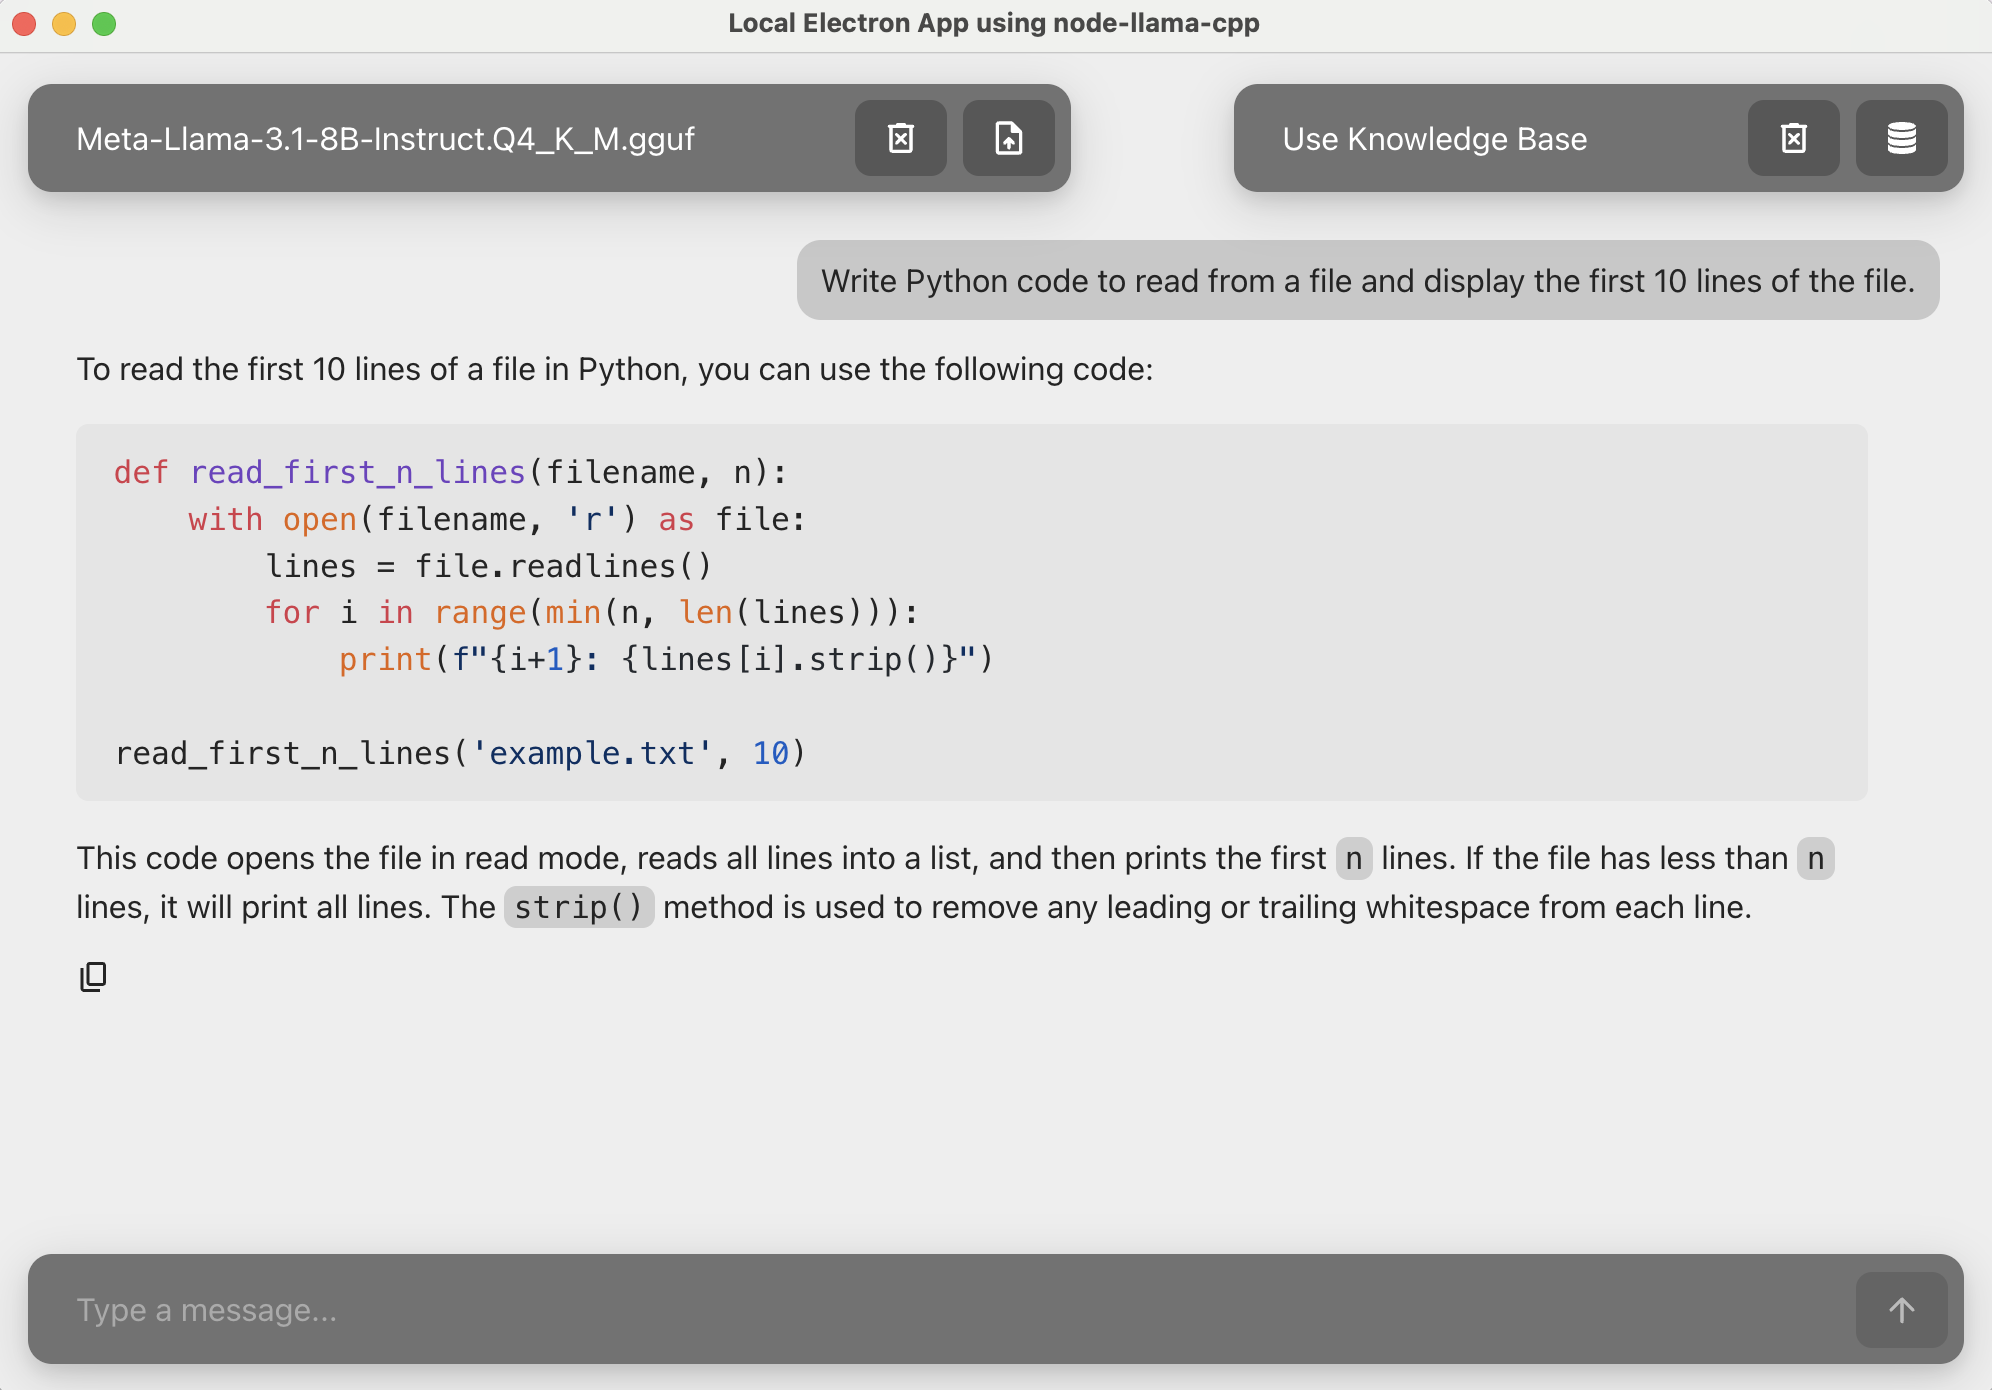 Local Electron App using node-llama-cpp
Meta-Llama-3.1-8B-Instruct.Q4_K_M.gguf
Use Knowledge Base
Write Python code to read from a file and display the first 10 lines of the file.
To read the first 10 lines of a file in Python, you can use the following code:
def read_first_n_lines(filename, n):
    with open(filename, 'r') as file:
        lines = file.readlines()
        for i in range(min(n, len(lines))):
            print(f"{i+1}: {lines[i].strip()}")

read_first_n_lines('example.txt', 10)
This code opens the file in read mode, reads all lines into a list, and then prints the first n lines. If the file has less than n
lines, it will print all lines. The strip() method is used to remove any leading or trailing whitespace from each line.
Type a message...